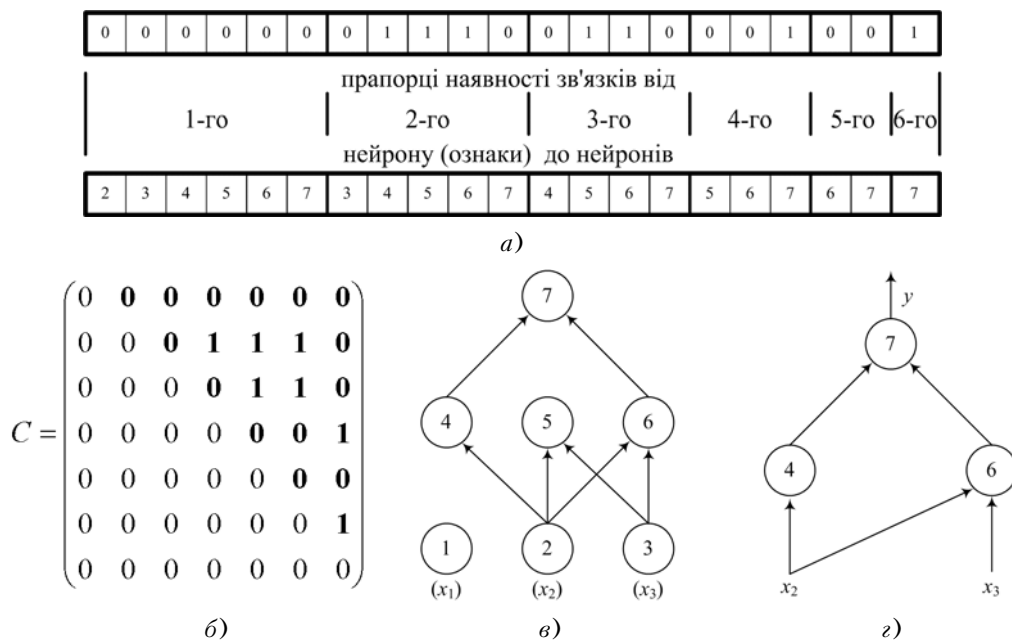 0 0 0 0 0 0 0 1 1 1 0 0 1 1 0 0 0 1 0 0 1
прапорці наявності зв'язків від
1-го 2-го 3-го 4-го 5-го 6-го
нейрону (ознаки) до нейронів
2 3 4 5 6 7 3 4 5 6 7 4 5 6 7 5 6 7 6 7 7
а)
0 0 0 0 0 0 0
0 0 0 1 1 1 0
0 0 0 0 1 1 0
C = 0 0 0 0 0 0 1
0 0 0 0 0 0 0
0 0 0 0 0 0 1
0 0 0 0 0 0 0
б)
7
4 5 6
1 2 3
(x₁) (x₂) (x₃)
в)
y
7
4 6
x₂ x₃
г)